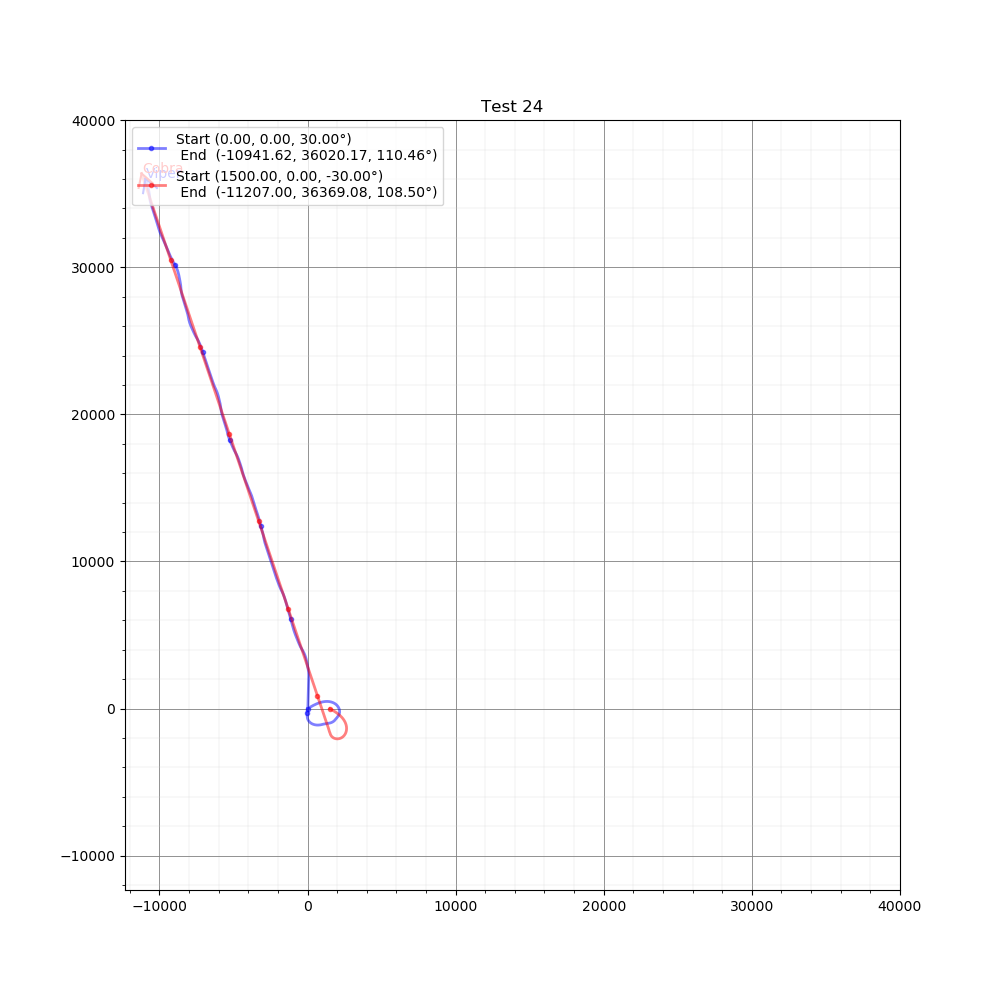 Test 24
40000
Start (0.00, 0.00, 30.00°)
End (-10941.62, 36020.17, 110.46°)
Cobra
Viper
Start (1500.00, 0.00, -30.00°)
End (-11207.00, 36369.08, 108.50°)
30000
20000
10000
0
−10000
−10000 0 10000 20000 30000 40000